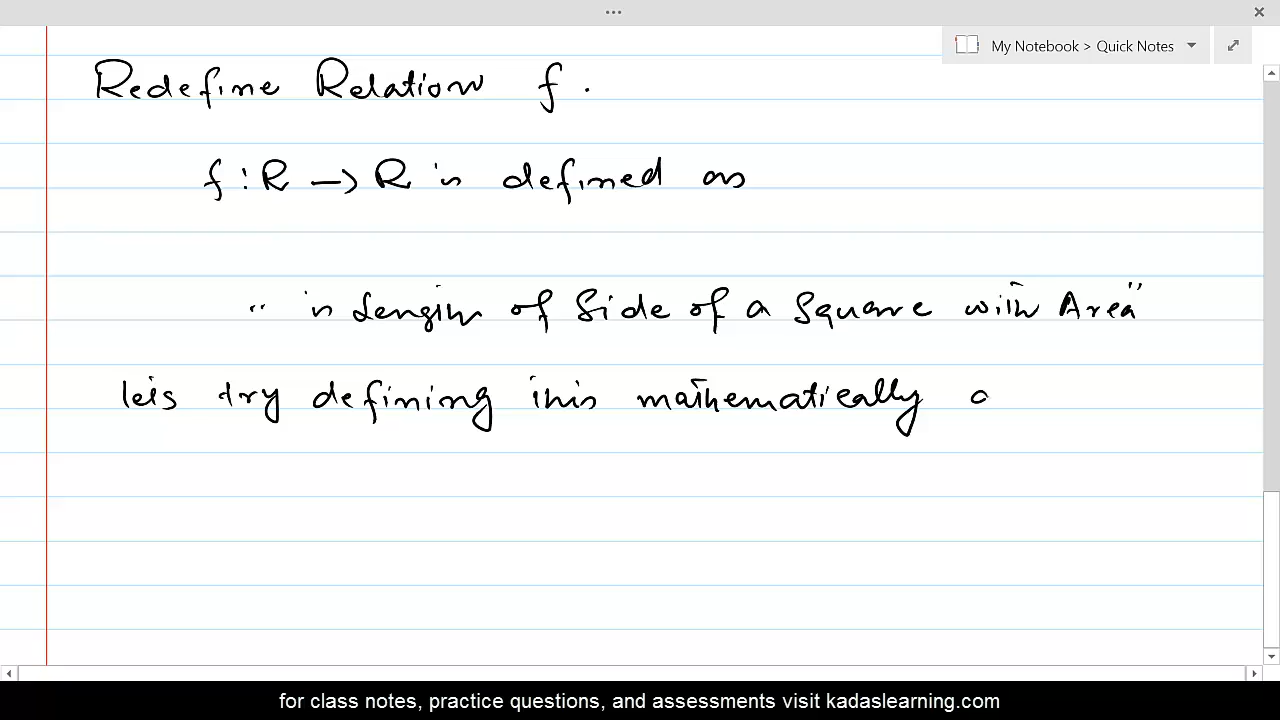 My Notebook > Quick Notes
Redefine Relation f.
f : R → R is defined as
" is Length of Side of a Square with Area"
lets try defining this mathematically a
for class notes, practice questions, and assessments visit kadaslearning.com